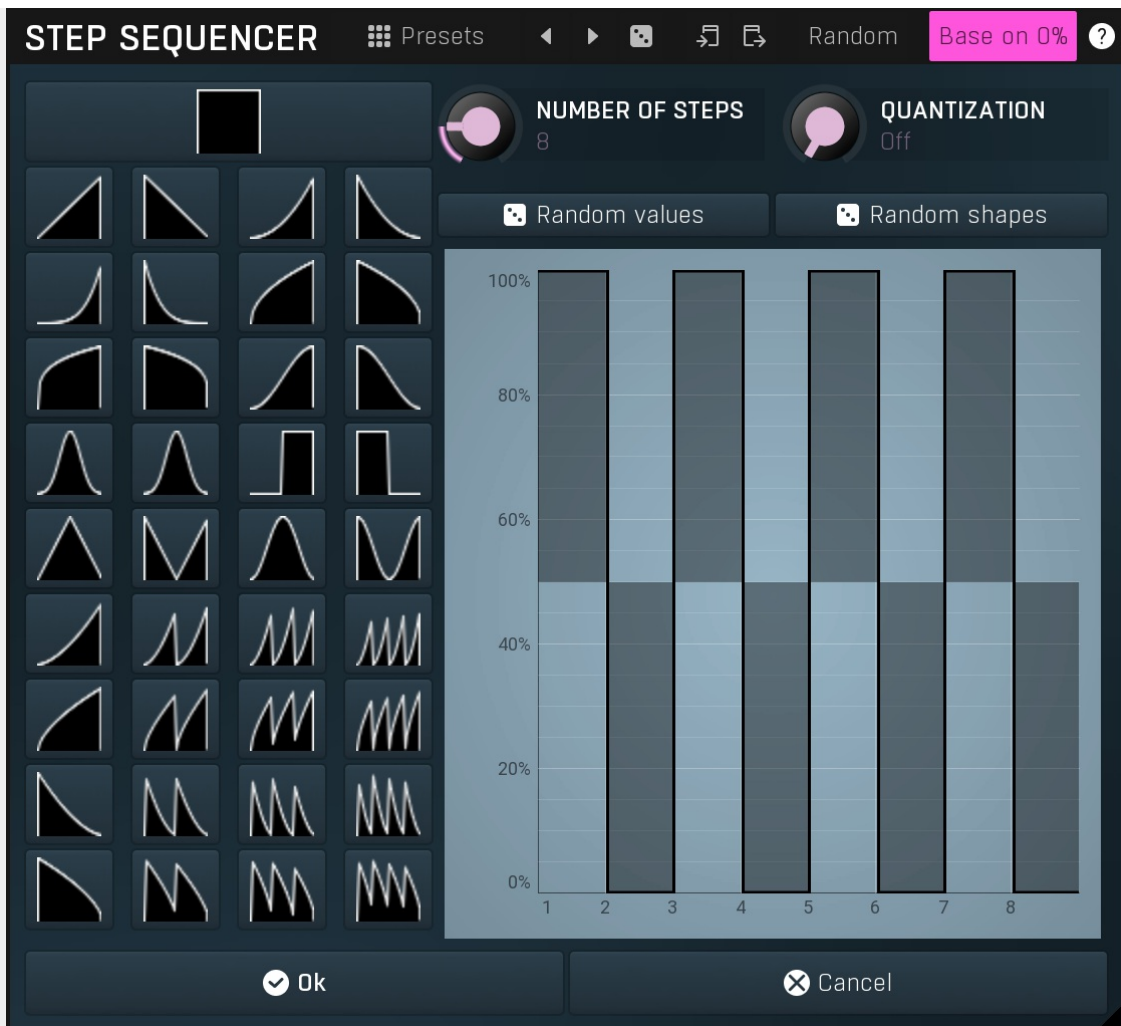 STEP SEQUENCER Presets Random Base on 0% ?
NUMBER OF STEPS
8
QUANTIZATION
Off
Random values
Random shapes
100%
80%
60%
40%
20%
0%
1 2 3 4 5 6 7 8
Ok
Cancel